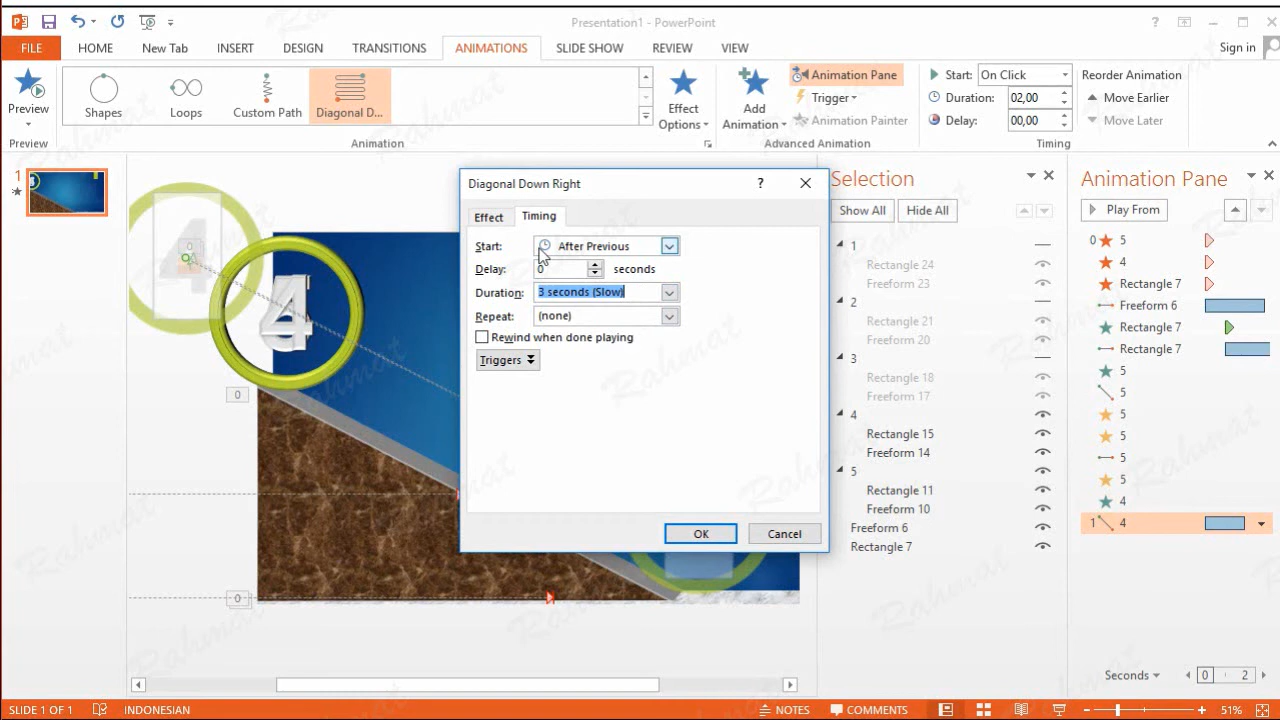 Presentation1 - PowerPoint
FILE HOME New Tab INSERT DESIGN TRANSITIONS ANIMATIONS SLIDE SHOW REVIEW VIEW Sign in
Preview
Shapes Loops Custom Path Diagonal D...
Effect Options
Add Animation
Animation Pane
Trigger
Animation Painter
Start: On Click
Duration: 02,00
Delay: 00,00
Reorder Animation
Move Earlier
Move Later
Preview Animation Advanced Animation Timing
1
4
4
0
0
Diagonal Down Right ?
Effect Timing
Start: After Previous
Delay: 0 seconds
Duration: 3 seconds (Slow)
Repeat: (none)
Rewind when done playing
Triggers
OK Cancel
Selection
Show All Hide All
1
Rectangle 24
Freeform 23
2
Rectangle 21
Freeform 20
3
Rectangle 18
Freeform 17
4
Rectangle 15
Freeform 14
5
Rectangle 11
Freeform 10
Freeform 6
Rectangle 7
Animation Pane
Play From
0 5
4
Rectangle 7
Freeform 6
Rectangle 7
Rectangle 7
5
5
5
5
5
4
1 4
Seconds 0 2
SLIDE 1 OF 1 INDONESIAN NOTES COMMENTS 51%
Rahmat